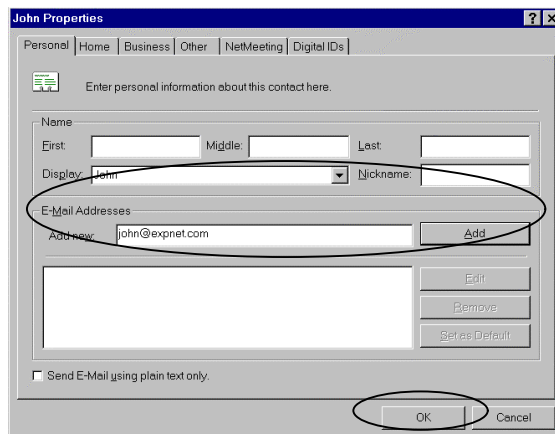 John Properties
Personal Home Business Other NetMeeting Digital IDs
Enter personal information about this contact here.
Name
First: Middle: Last:
Display: John Nickname:
E-Mail Addresses
Add new: john@expnet.com Add
Edit
Remove
Set as Default
Send E-Mail using plain text only.
OK Cancel